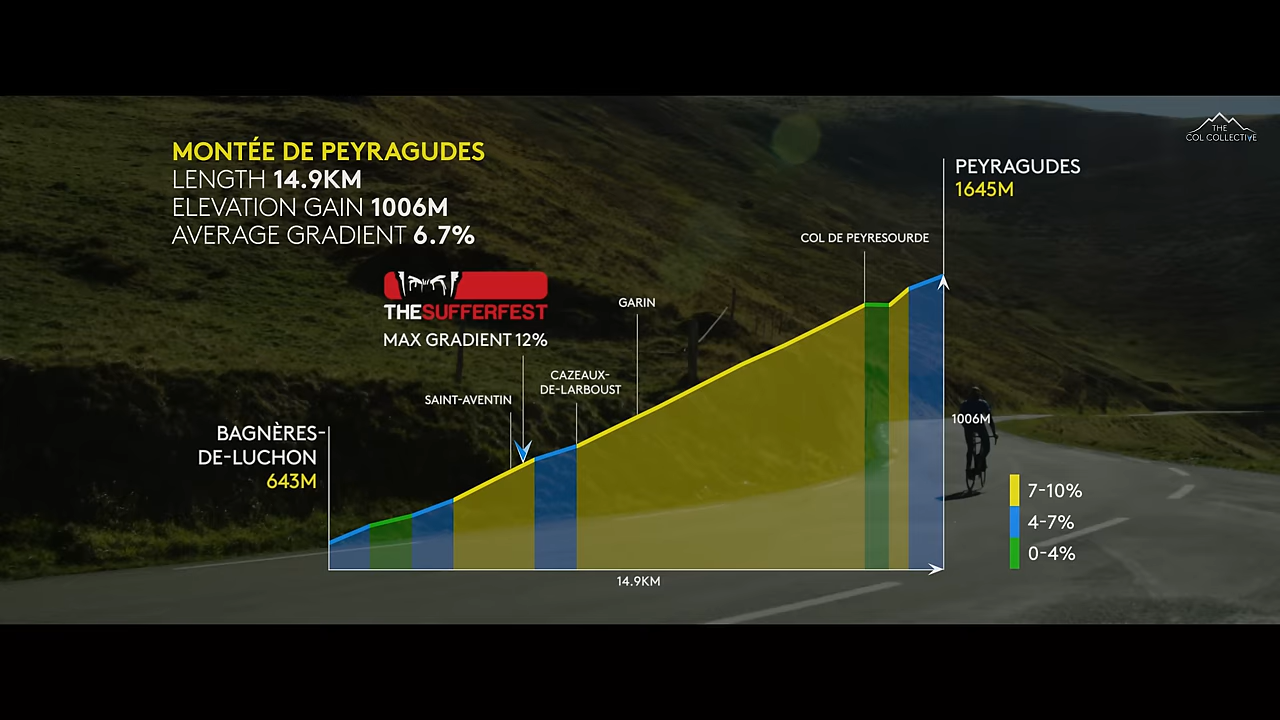 MONTÉE DE PEYRAGUDES
LENGTH 14.9KM
ELEVATION GAIN 1006M
AVERAGE GRADIENT 6.7%
THE
COL COLLECTIVE
PEYRAGUDES
1645M
COL DE PEYRESOURDE
THESUFFERFEST
MAX GRADIENT 12%
GARIN
CAZEAUX-
DE-LARBOUST
SAINT-AVENTIN
BAGNÈRES-
DE-LUCHON
643M
1006M
7-10%
4-7%
0-4%
14.9KM